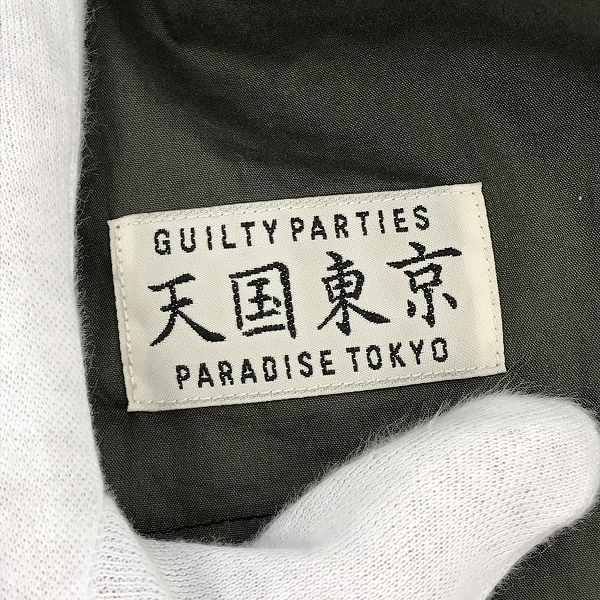 GUILTY PARTIES
天国東京
PARADISE TOKYO